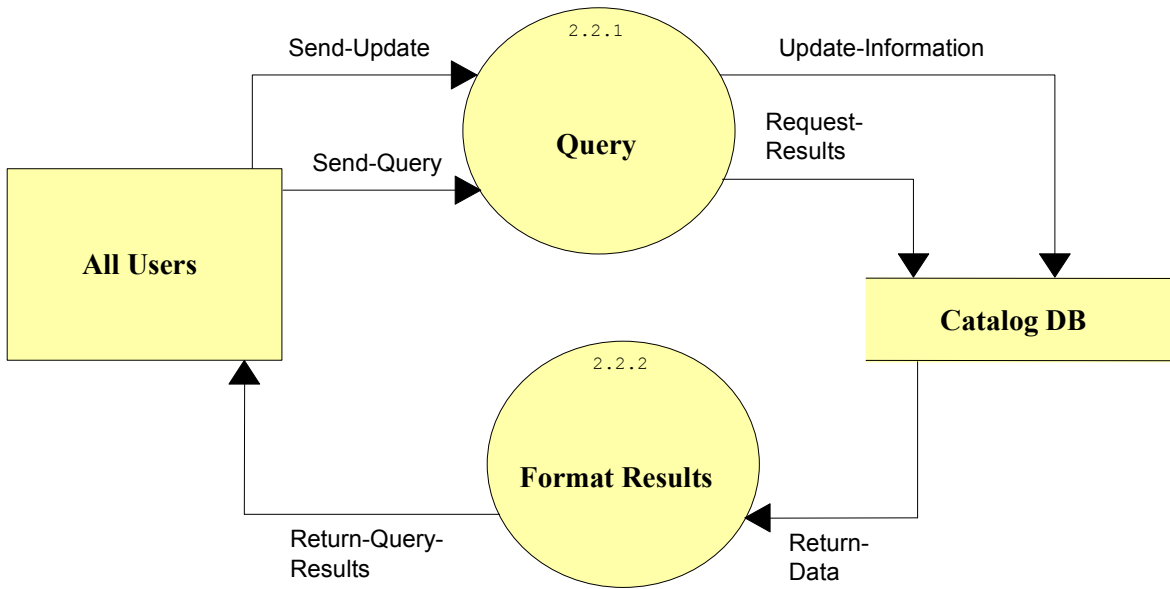 2.2.1
Send-Update
Update-Information
Request-
Results
Query
Send-Query
All Users
Catalog DB
2.2.2
Format Results
Return-Query-
Results
Return-
Data